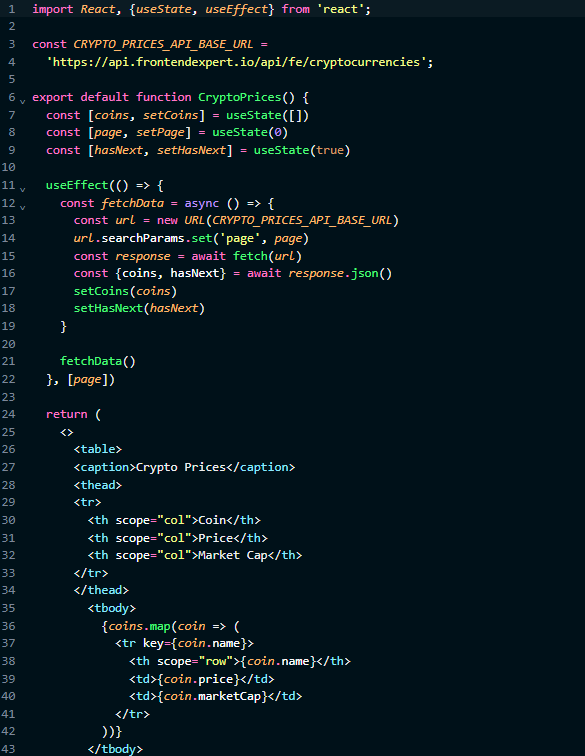 1 import React, {useState, useEffect} from 'react';
2
3 const CRYPTO_PRICES_API_BASE_URL =
4   'https://api.frontendexpert.io/api/fe/cryptocurrencies';
5
6 export default function CryptoPrices() {
7   const [coins, setCoins] = useState([])
8   const [page, setPage] = useState(0)
9   const [hasNext, setHasNext] = useState(true)
10
11   useEffect(() => {
12     const fetchData = async () => {
13       const url = new URL(CRYPTO_PRICES_API_BASE_URL)
14       url.searchParams.set('page', page)
15       const response = await fetch(url)
16       const {coins, hasNext} = await response.json()
17       setCoins(coins)
18       setHasNext(hasNext)
19     }
20
21     fetchData()
22   }, [page])
23
24   return (
25     <>
26       <table>
27       <caption>Crypto Prices</caption>
28       <thead>
29       <tr>
30         <th scope="col">Coin</th>
31         <th scope="col">Price</th>
32         <th scope="col">Market Cap</th>
33       </tr>
34       </thead>
35         <tbody>
36           {coins.map(coin => (
37             <tr key={coin.name}>
38               <th scope="row">{coin.name}</th>
39               <td>{coin.price}</td>
40               <td>{coin.marketCap}</td>
41             </tr>
42           ))}
43         </tbody>